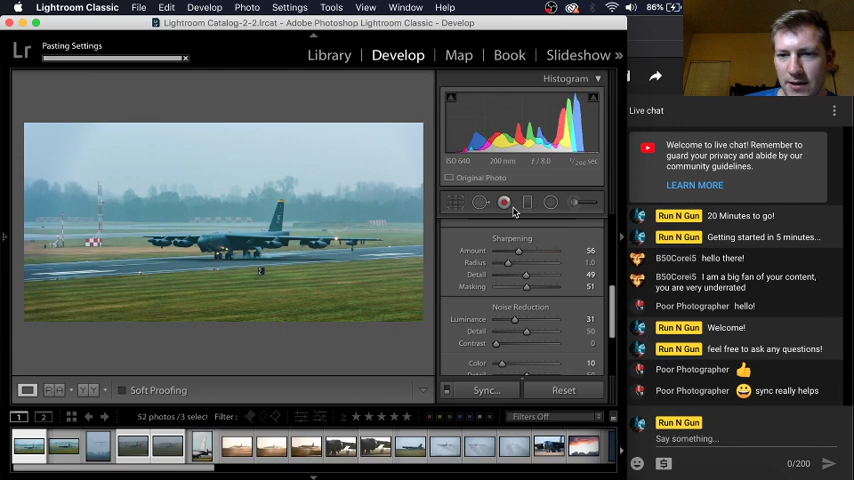 Lightroom Classic File Edit Photo Settings Tools View Window 86%
Lightroom Catalog-2-2.lrcat - Adobe Photoshop Lightroom Classic - Develop
Lr Pasting Settings
Library | Develop | Map | Book | Slideshow »
Histogram
ISO 640 200 mm ƒ / 8.0 1/200 sec
Original Photo
Sharpening
Amount 56
Radius 1.0
Detail 49
Masking 51
Noise Reduction
Luminance 31
Detail 50
Contrast 0
Color 10
Soft Proofing
Sync... Reset
1 2 52 photos /3 select Filter : Filters Off
Live chat
Welcome to live chat! Remember to
guard your privacy and abide by our
community guidelines.
LEARN MORE
Run N Gun 20 Minutes to go!
Run N Gun Getting started in 5 minutes...
B50Corei5 hello there!
B50Corei5 I am a big fan of your content,
you are very underrated
Poor Photographer hello!
Run N Gun Welcome!
Run N Gun feel free to ask any questions!
Poor Photographer 👍
Poor Photographer 😀 sync really helps
Run N Gun
Say something...
0/200